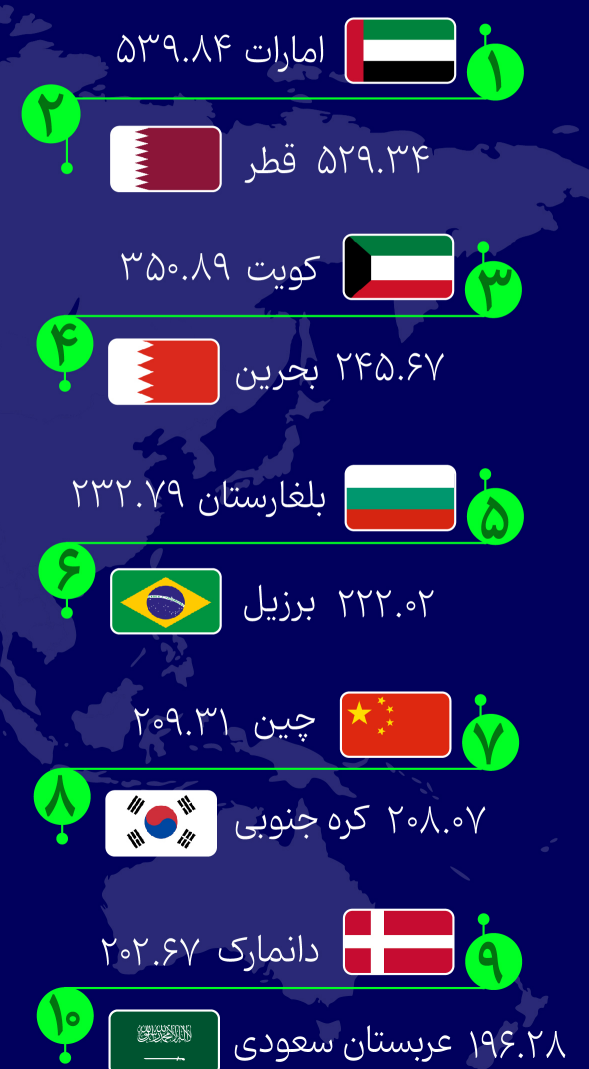 ۱ امارات ۵۳۹.۸۴
۲ قطر ۵۲۹.۳۴
۳ کویت ۳۵۰.۸۹
۴ بحرین ۲۴۵.۶۷
۵ بلغارستان ۲۳۲.۷۹
۶ برزیل ۲۲۲.۰۲
۷ چین ۲۰۹.۳۱
۸ کره جنوبی ۲۰۸.۰۷
۹ دانمارک ۲۰۲.۶۷
۱۰ عربستان سعودی ۱۹۶.۲۸